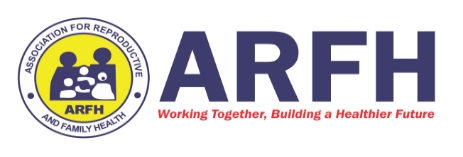 ASSOCIATION FOR REPRODUCTIVE
ARFH
AND FAMILY HEALTH
ARFH
Working Together, Building a Healthier Future